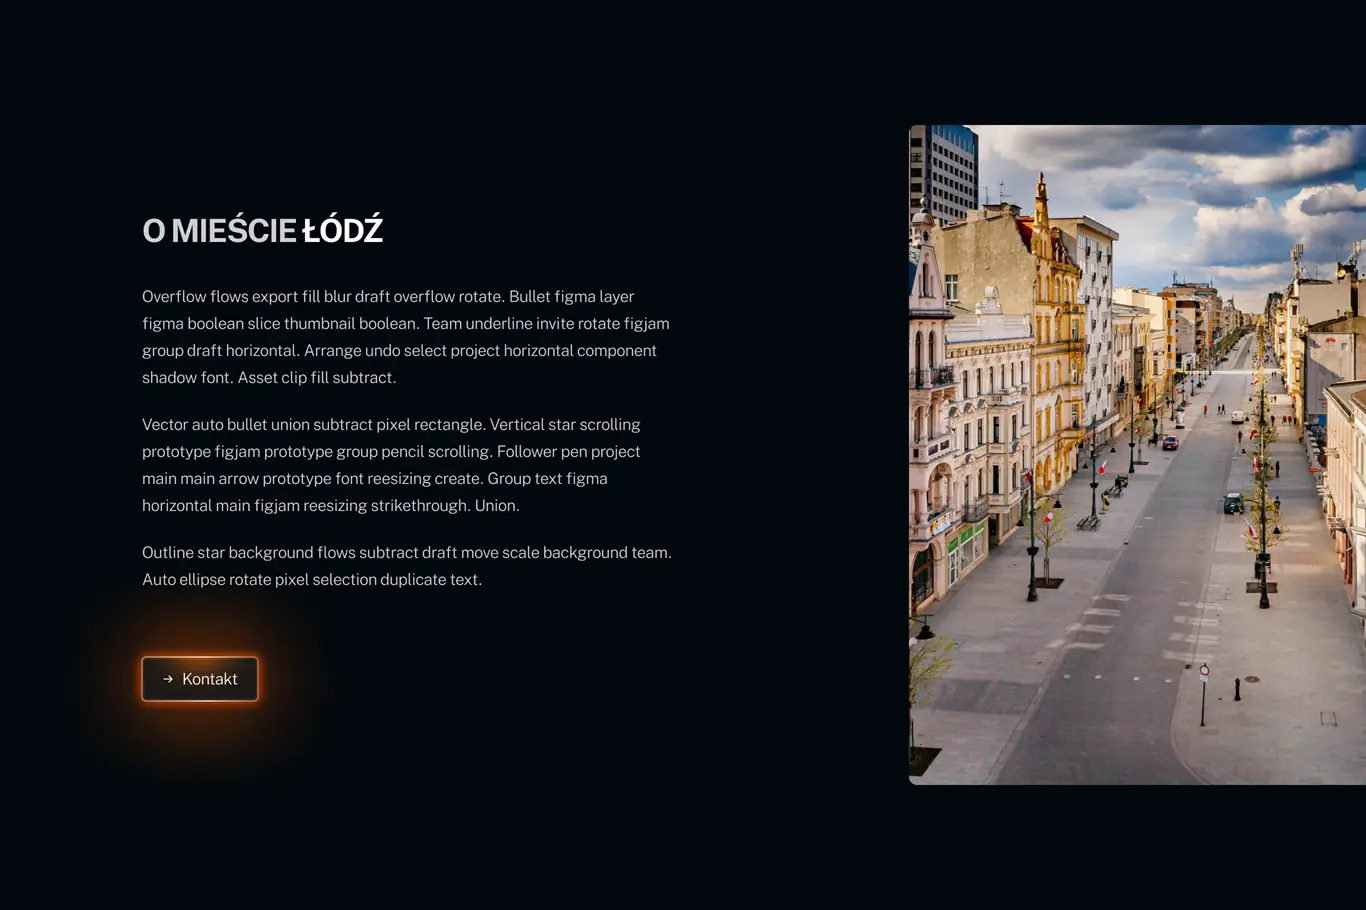 O MIEŚCIE ŁÓDŹ
Overflow flows export fill blur draft overflow rotate. Bullet figma layer
figma boolean slice thumbnail boolean. Team underline invite rotate figjam
group draft horizontal. Arrange undo select project horizontal component
shadow font. Asset clip fill subtract.
Vector auto bullet union subtract pixel rectangle. Vertical star scrolling
prototype figjam prototype group pencil scrolling. Follower pen project
main main arrow prototype font reesizing create. Group text figma
horizontal main figjam reesizing strikethrough. Union.
Outline star background flows subtract draft move scale background team.
Auto ellipse rotate pixel selection duplicate text.
→ Kontakt